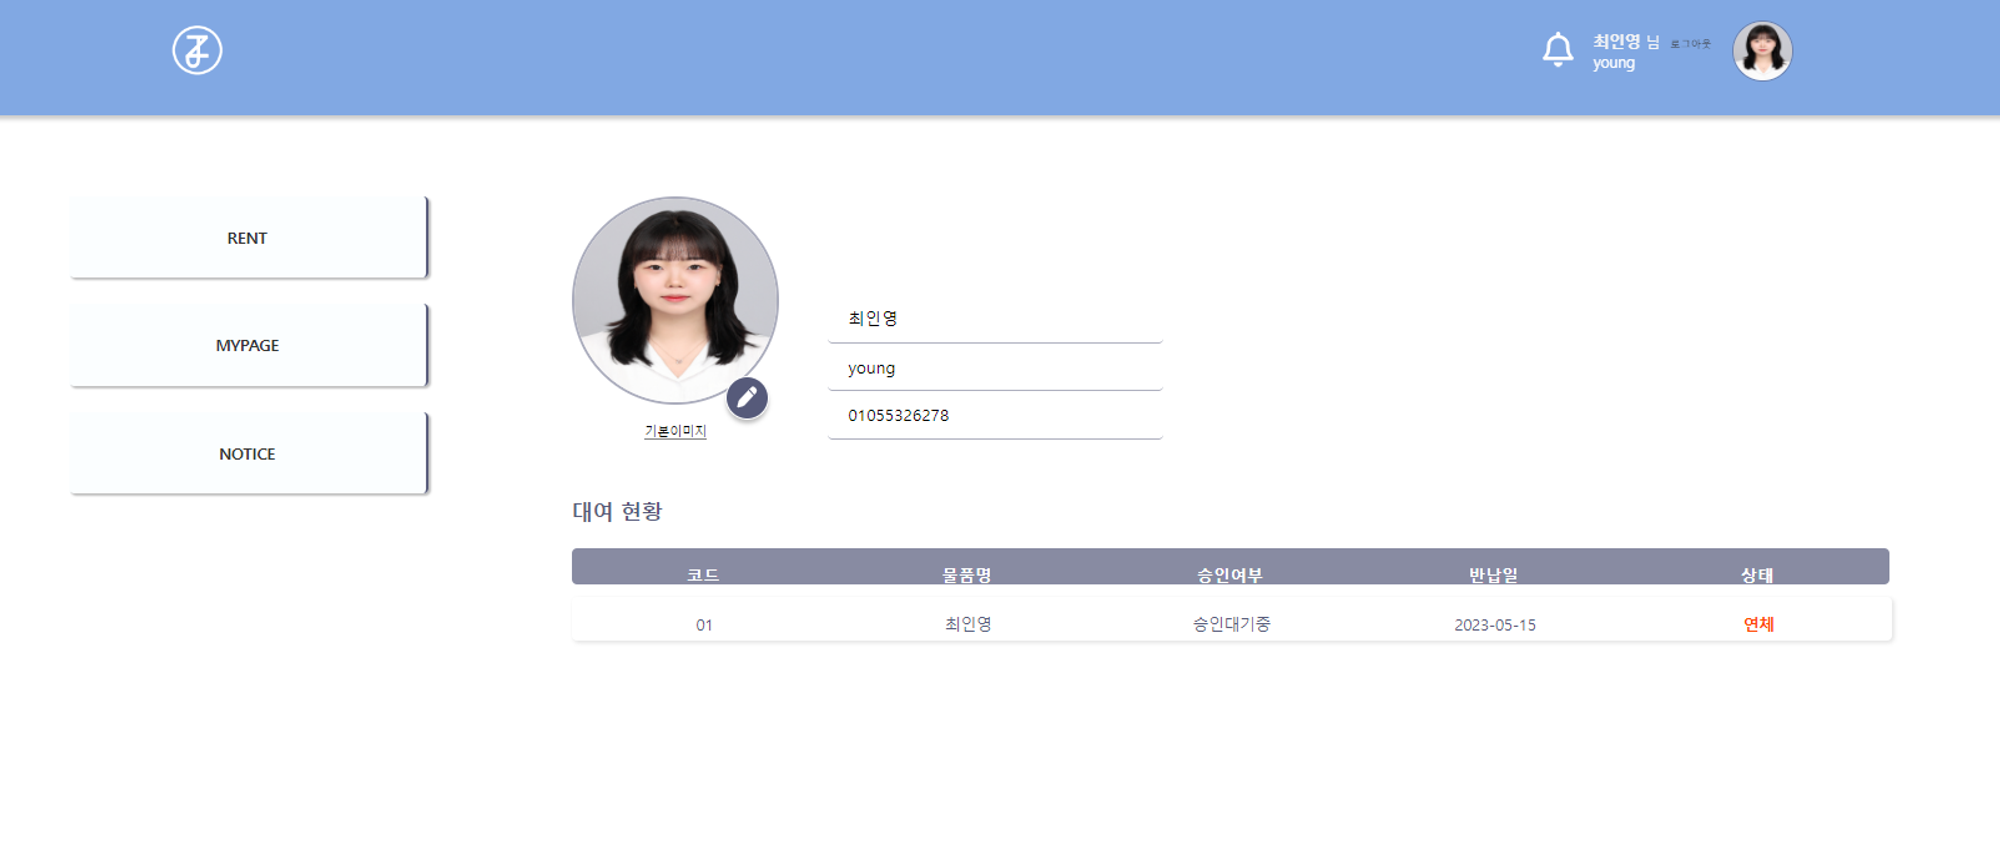 최인영 님 로그아웃
young
RENT
MYPAGE
NOTICE
기본이미지
최인영
young
01055326278
대여 현황
코드 물품명 승인여부 반납일 상태
01 최인영 승인대기중 2023-05-15 연체